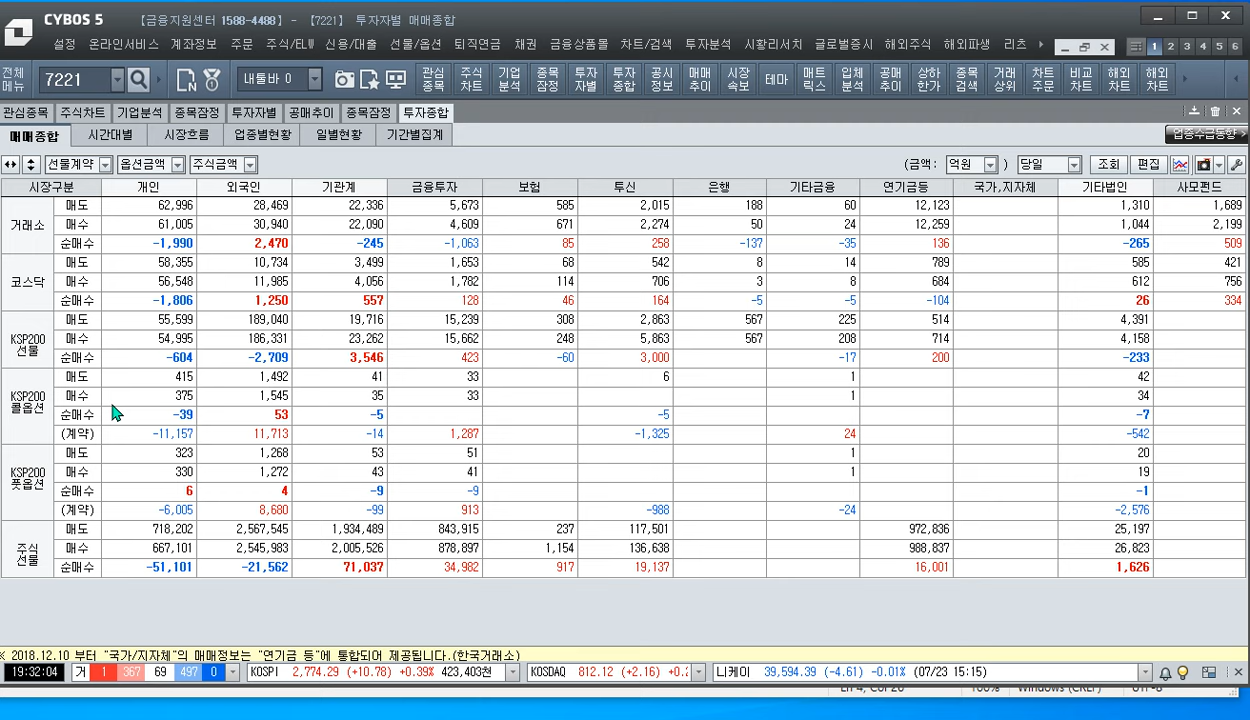 CYBOS 5 【금융지원센터 1588-4488】 - 【7221】 투자자별 매매종합
설정 온라인서비스 계좌정보 주문 주식/ELW 신용/대출 선물/옵션 퇴직연금 채권 금융상품몰 차트/검색 투자분석 시황리서치 글로벌증시 해외주식 해외파생 리츠 1 2 3 4 5 6
전체메뉴 7221 내툴바 0 관심종목 주식차트 기업분석 종목잠정 투자자별 투자종합 공시정보 매매추이 시장속보 테마 매트릭스 입체분석 공매추이 상하한가 종목검색 거래상위 차트주문 비교차트 해외차트 해외차트
관심종목 주식차트 기업분석 종목잠정 투자자별 공매추이 종목잠정 투자종합
매매종합 시간대별 시장흐름 업종별현황 일별현황 기간별집계 업종수급동향
선물계약 옵션금액 주식금액 (금액: 억원 ) 당일 조회 편집
시장구분 개인 외국인 기관계 금융투자 보험 투신 은행 기타금융 연기금등 국가,지자체 기타법인 사모펀드
거래소
매도 62,996 28,469 22,336 5,673 585 2,015 188 60 12,123 1,310 1,689
매수 61,005 30,940 22,090 4,609 671 2,274 50 24 12,259 1,044 2,199
순매수 -1,990 2,470 -245 -1,063 85 258 -137 -35 136 -265 509
코스닥
매도 58,355 10,734 3,499 1,653 68 542 8 14 789 585 421
매수 56,548 11,985 4,056 1,782 114 706 3 8 684 612 756
순매수 -1,806 1,250 557 128 46 164 -5 -5 -104 26 334
KSP200 선물
매도 55,599 189,040 19,716 15,239 308 2,863 567 225 514 4,391
매수 54,995 186,331 23,262 15,662 248 5,863 567 208 714 4,158
순매수 -604 -2,709 3,546 423 -60 3,000 -17 200 -233
KSP200 콜옵션
매도 415 1,492 41 33 6 1 42
매수 375 1,545 35 33 1 34
순매수 -39 53 -5 -5 -7
(계약) -11,157 11,713 -14 1,287 -1,325 24 -542
KSP200 풋옵션
매도 323 1,268 53 51 1 20
매수 330 1,272 43 41 1 19
순매수 6 4 -9 -9 -1
(계약) -6,005 8,680 -99 913 -988 -24 -2,576
주식 선물
매도 718,202 2,567,545 1,934,489 843,915 237 117,501 972,836 25,197
매수 667,101 2,545,983 2,005,526 878,897 1,154 136,638 988,837 26,823
순매수 -51,101 -21,562 71,037 34,982 917 19,137 16,001 1,626
※ 2018.12.10 부터 "국가/지자체"의 매매정보는 "연기금 등"에 통합되어 제공됩니다.(한국거래소)
19:32:04 거 1 367 69 497 0 KOSPI 2,774.29 (+10.78) +0.39% 423,403천 KOSDAQ 812.12 (+2.16) 니케이 39,594.39 (-4.61) -0.01% (07/23 15:15)